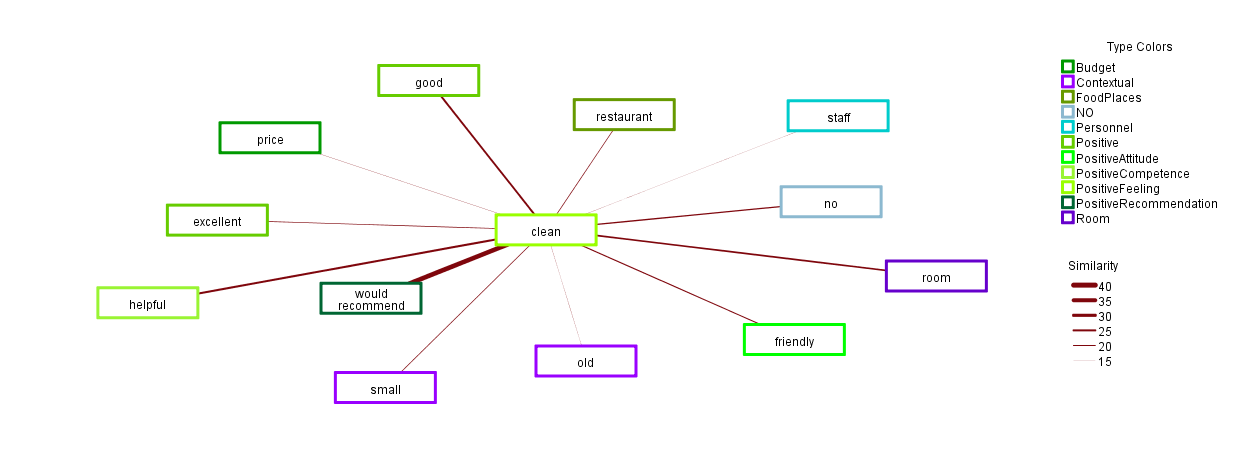 Type Colors
Budget
Contextual
FoodPlaces
NO
Personnel
Positive
PositiveAttitude
PositiveCompetence
PositiveFeeling
PositiveRecommendation
Room
Similarity
40
35
30
25
20
15
good
restaurant
staff
price
no
excellent
clean
room
helpful
would
recommend
friendly
old
small